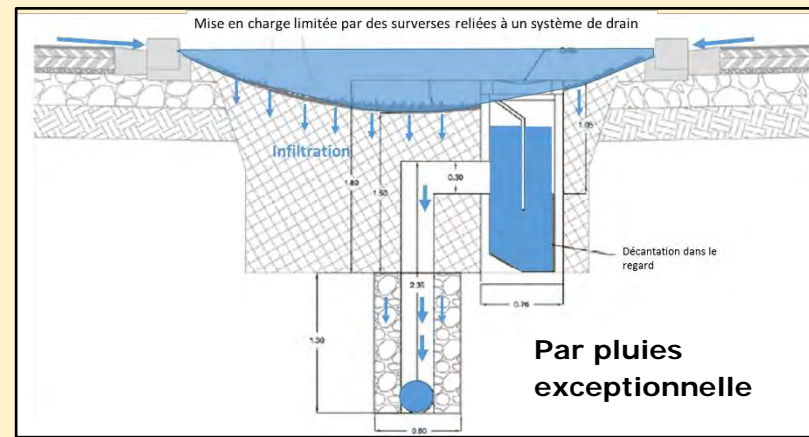 Mise en charge limitée par des surverses reliées à un système de drain
Infiltration
1.80
1.50
0.30
1.05
Décantation dans le
regard
2.35
0.76
1.30
0.60
Par pluies
exceptionnelle